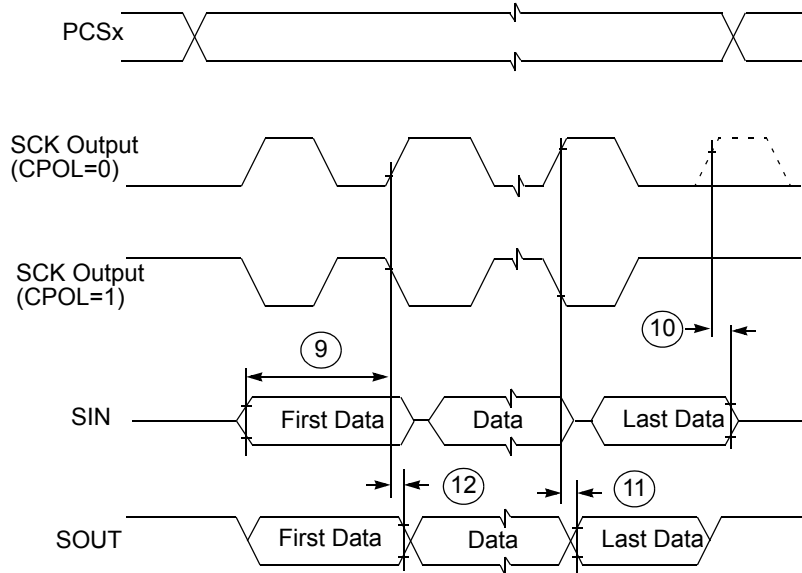 PCSx
SCK Output
(CPOL=0)
SCK Output
(CPOL=1)
10
9
SIN
First Data
Data
Last Data
12
11
SOUT
First Data
Data
Last Data